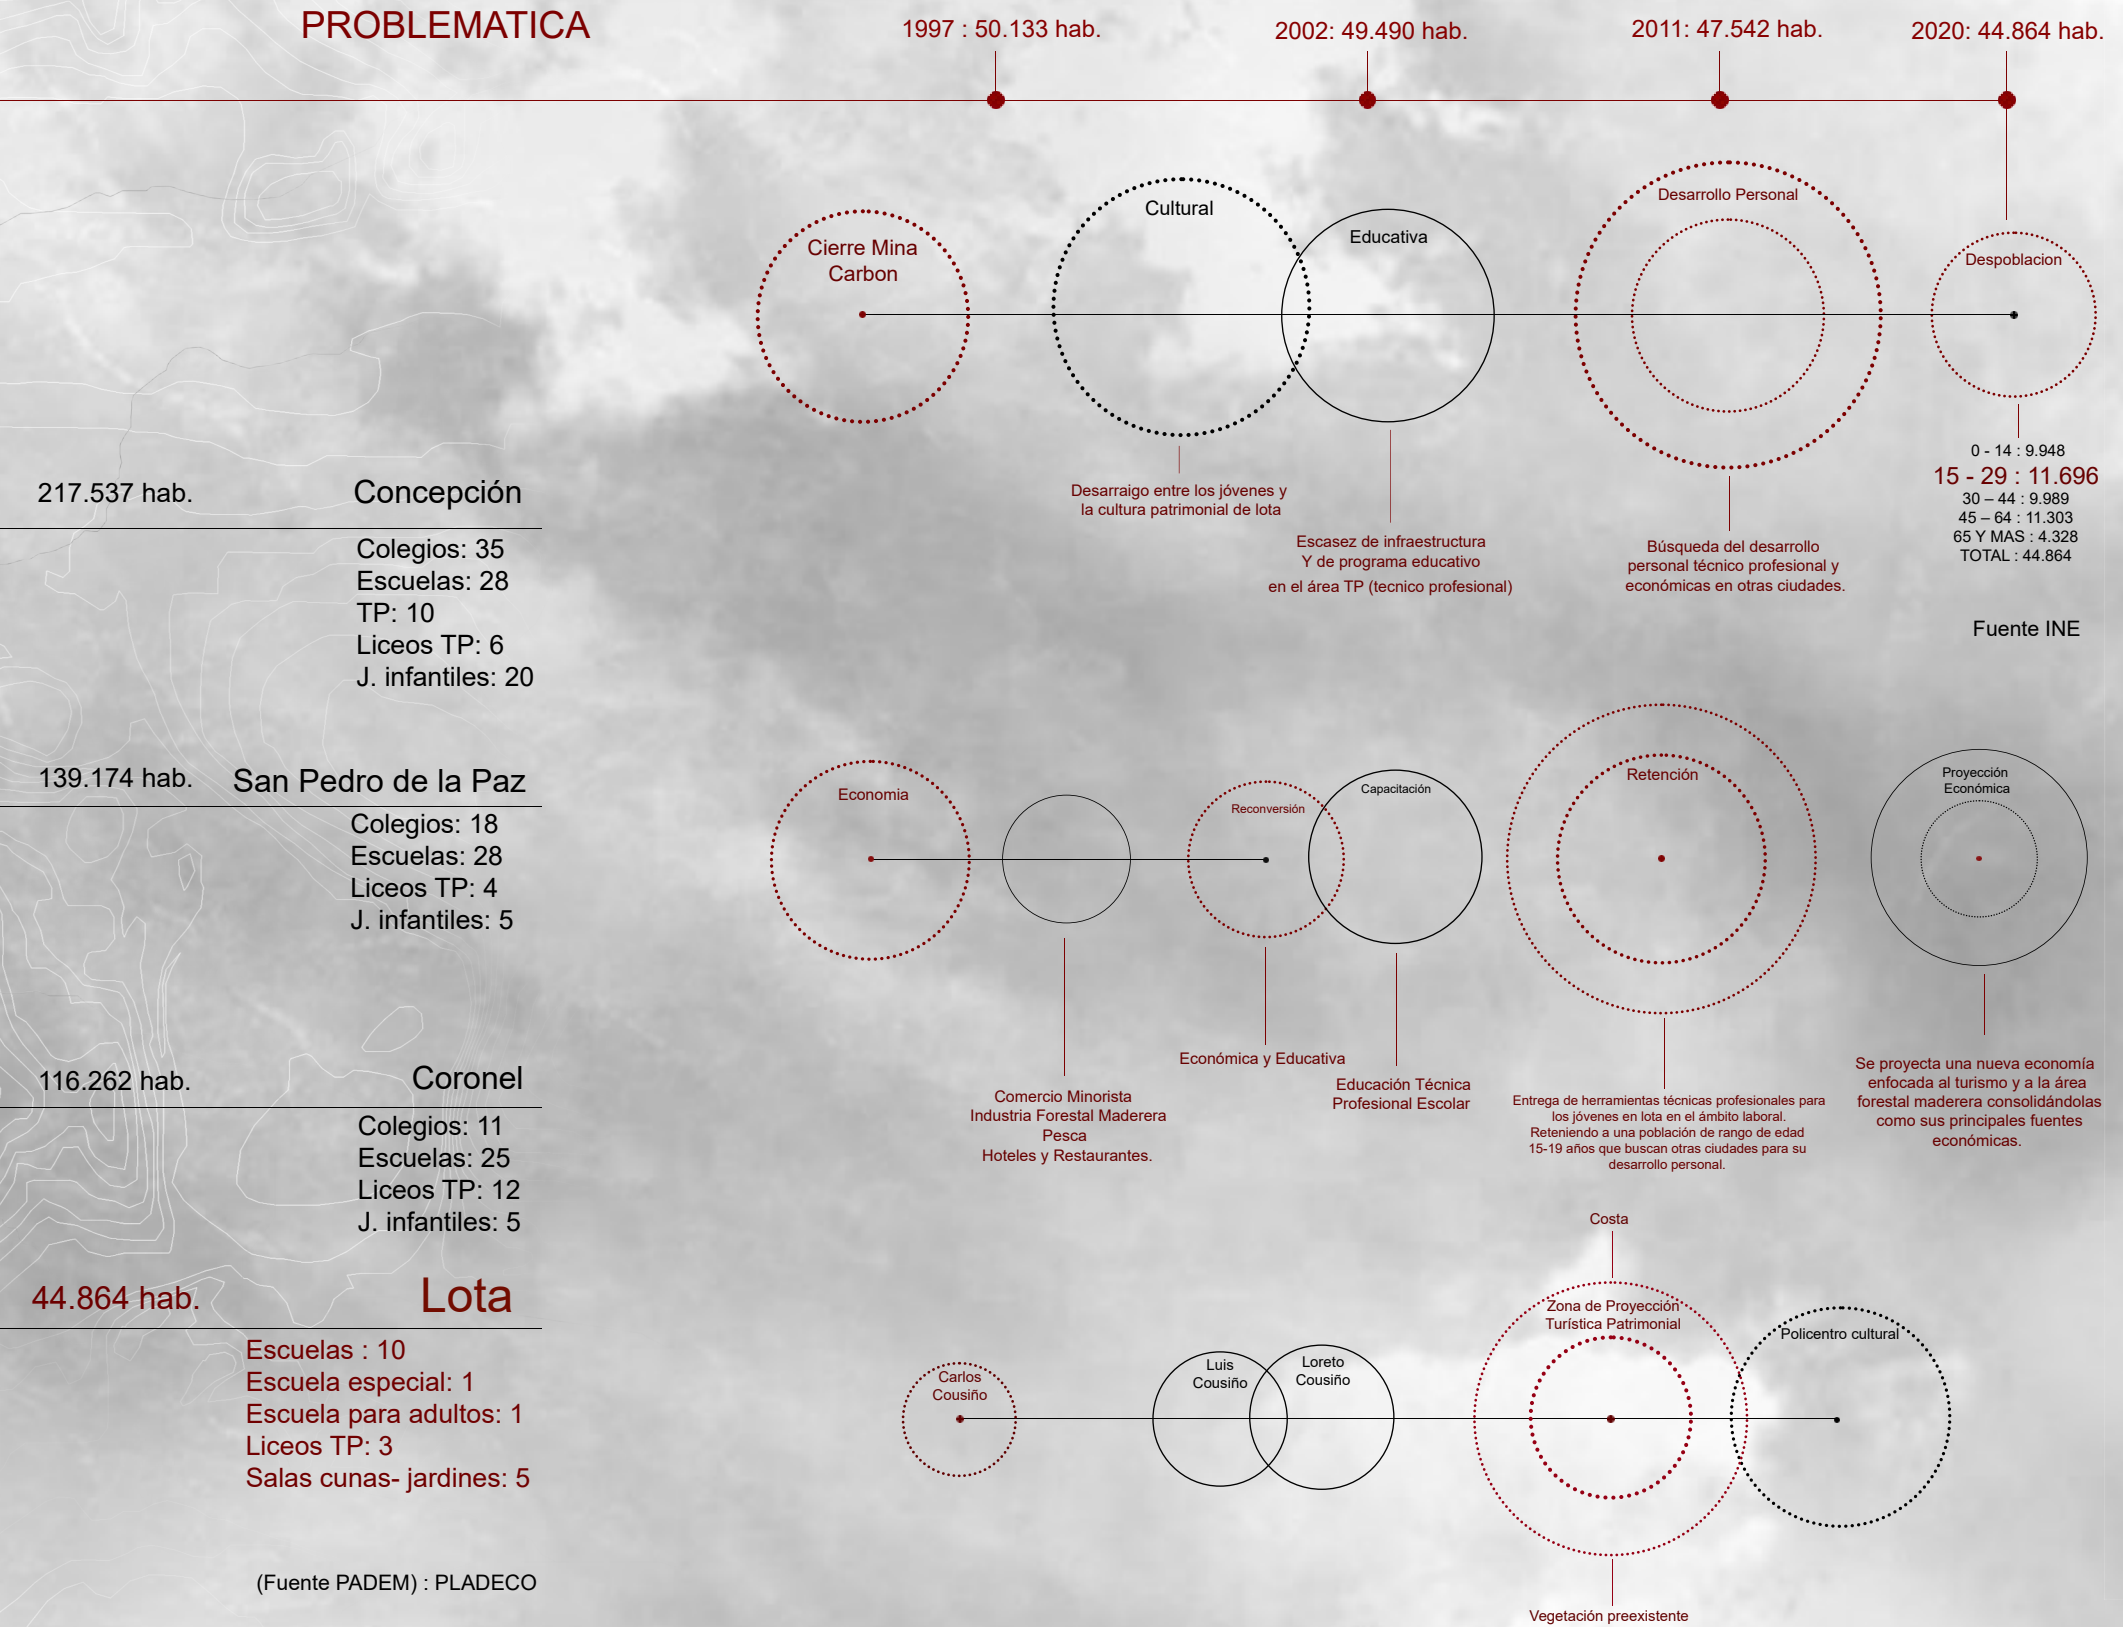 PROBLEMATICA
1997 : 50.133 hab.
2002: 49.490 hab.
2011: 47.542 hab.
2020: 44.864 hab.
Cierre Mina
Carbon
Cultural
Educativa
Desarrollo Personal
Despoblacion
Desarraigo entre los jóvenes y
la cultura patrimonial de lota
Escasez de infraestructura
Y de programa educativo
en el área TP (tecnico profesional)
Búsqueda del desarrollo
personal técnico profesional y
económicas en otras ciudades.
0 - 14 : 9.948
15 - 29 : 11.696
30 – 44 : 9.989
45 – 64 : 11.303
65 Y MAS : 4.328
TOTAL : 44.864
Fuente INE
217.537 hab.
Concepción
Colegios: 35
Escuelas: 28
TP: 10
Liceos TP: 6
J. infantiles: 20
139.174 hab.
San Pedro de la Paz
Colegios: 18
Escuelas: 28
Liceos TP: 4
J. infantiles: 5
116.262 hab.
Coronel
Colegios: 11
Escuelas: 25
Liceos TP: 12
J. infantiles: 5
44.864 hab.
Lota
Escuelas : 10
Escuela especial: 1
Escuela para adultos: 1
Liceos TP: 3
Salas cunas- jardines: 5
(Fuente PADEM) : PLADECO
Economia
Reconversión
Capacitación
Retención
Proyección
Económica
Comercio Minorista
Industria Forestal Maderera
Pesca
Hoteles y Restaurantes.
Económica y Educativa
Educación Técnica
Profesional Escolar
Entrega de herramientas técnicas profesionales para
los jóvenes en lota en el ámbito laboral.
Reteniendo a una población de rango de edad
15-19 años que buscan otras ciudades para su
desarrollo personal.
Se proyecta una nueva economía
enfocada al turismo y a la área
forestal maderera consolidándolas
como sus principales fuentes
económicas.
Costa
Carlos
Cousiño
Luis
Cousiño
Loreto
Cousiño
Zona de Proyección
Turística Patrimonial
Policentro cultural
Vegetación preexistente